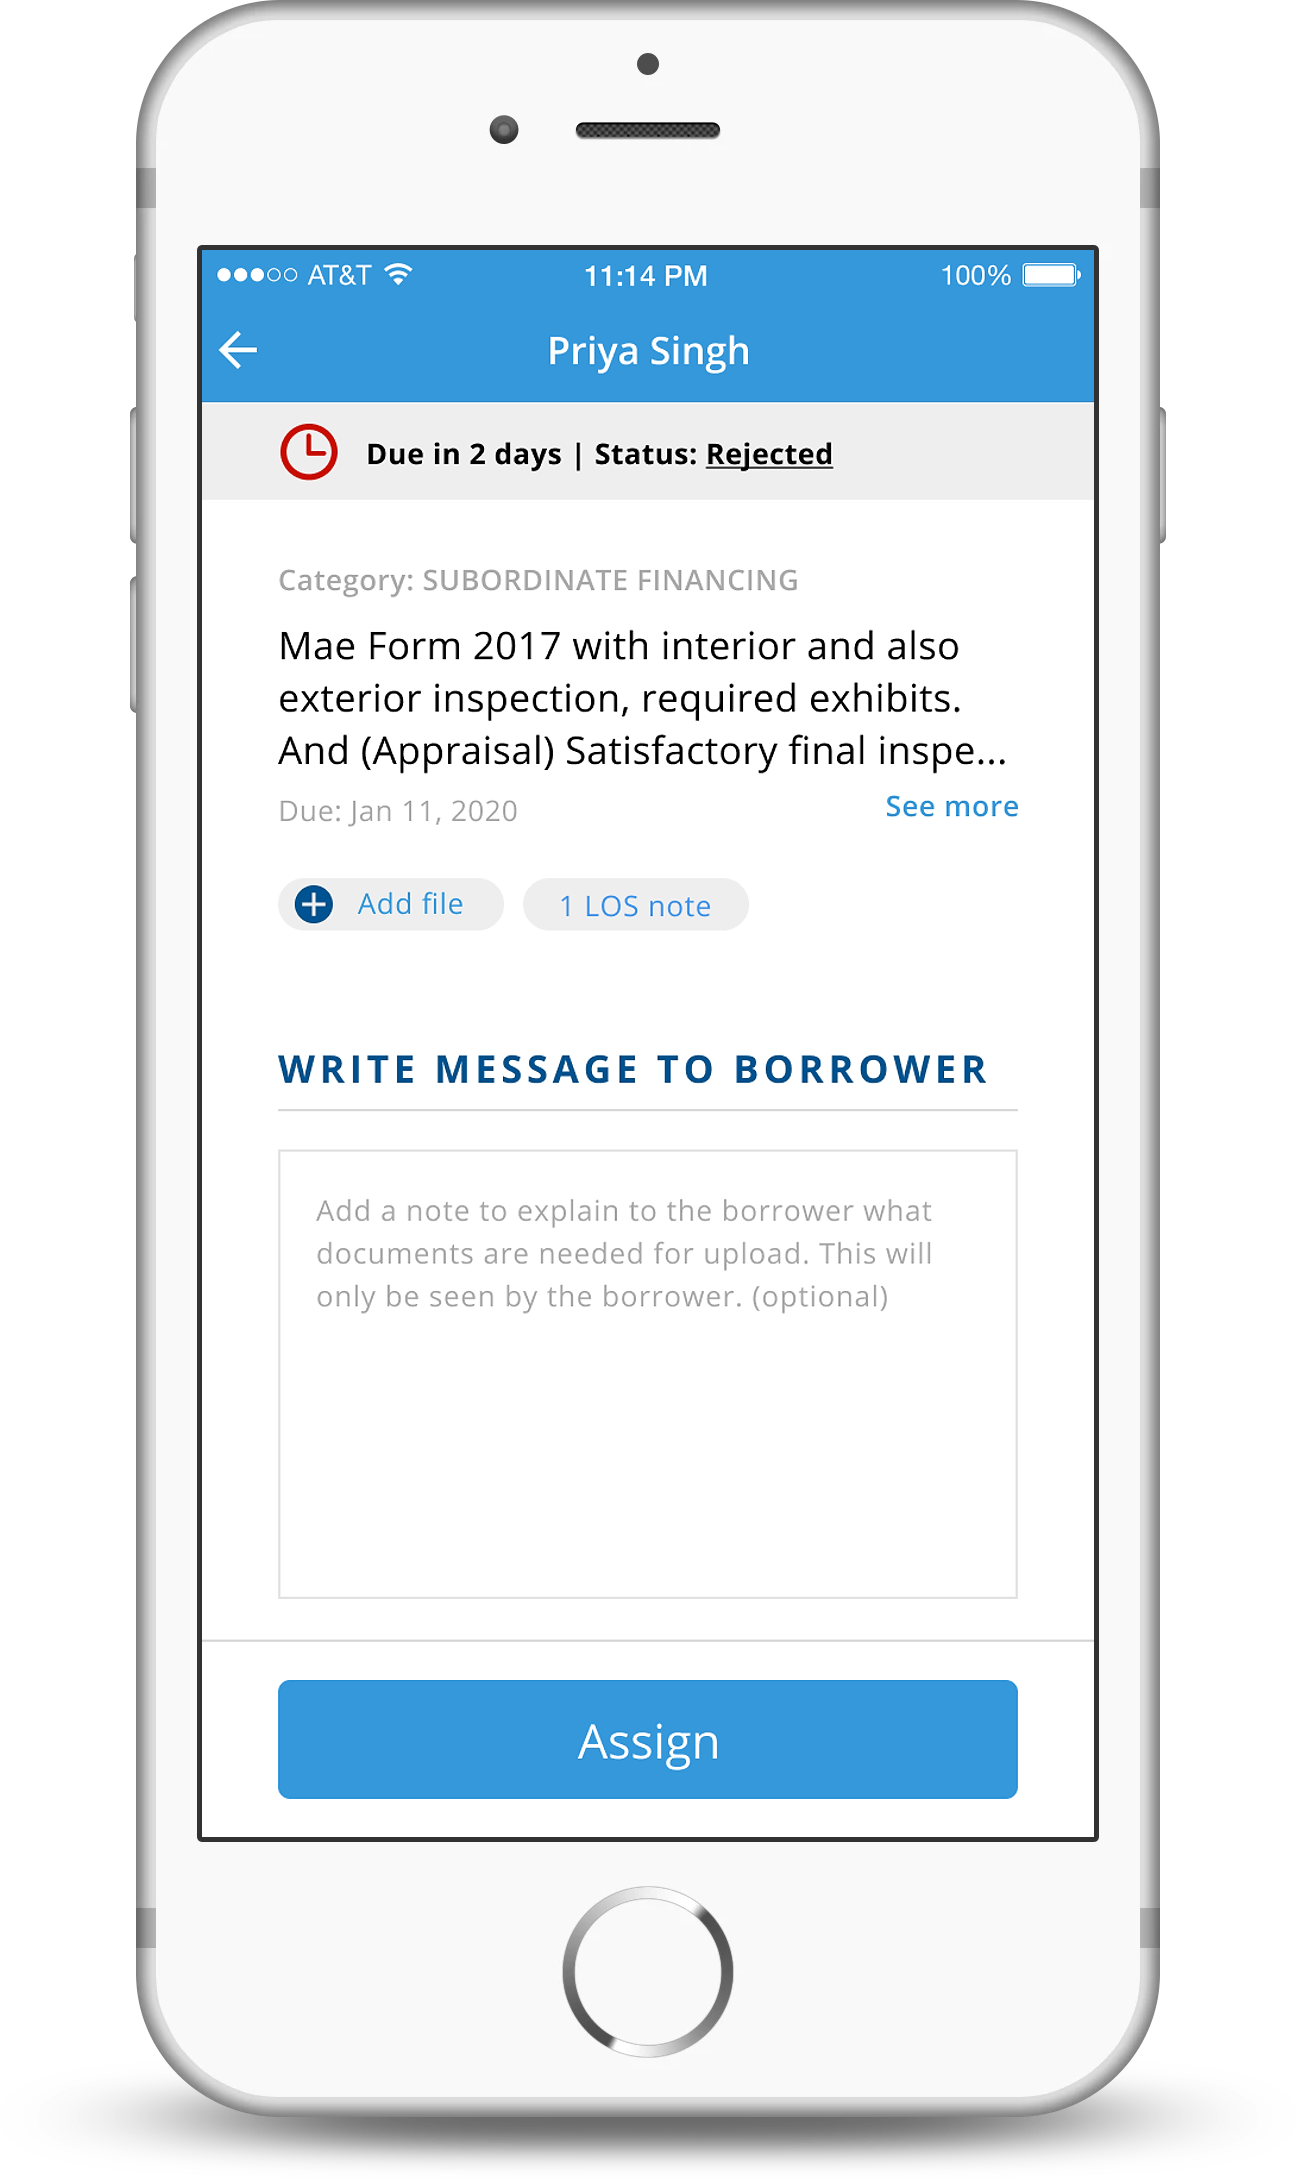 AT&T 11:14 PM 100%
Priya Singh
Due in 2 days | Status: Rejected
Category: SUBORDINATE FINANCING
Mae Form 2017 with interior and also
exterior inspection, required exhibits.
And (Appraisal) Satisfactory final inspe...
Due: Jan 11, 2020 See more
Add file 1 LOS note
WRITE MESSAGE TO BORROWER
Add a note to explain to the borrower what
documents are needed for upload. This will
only be seen by the borrower. (optional)
Assign